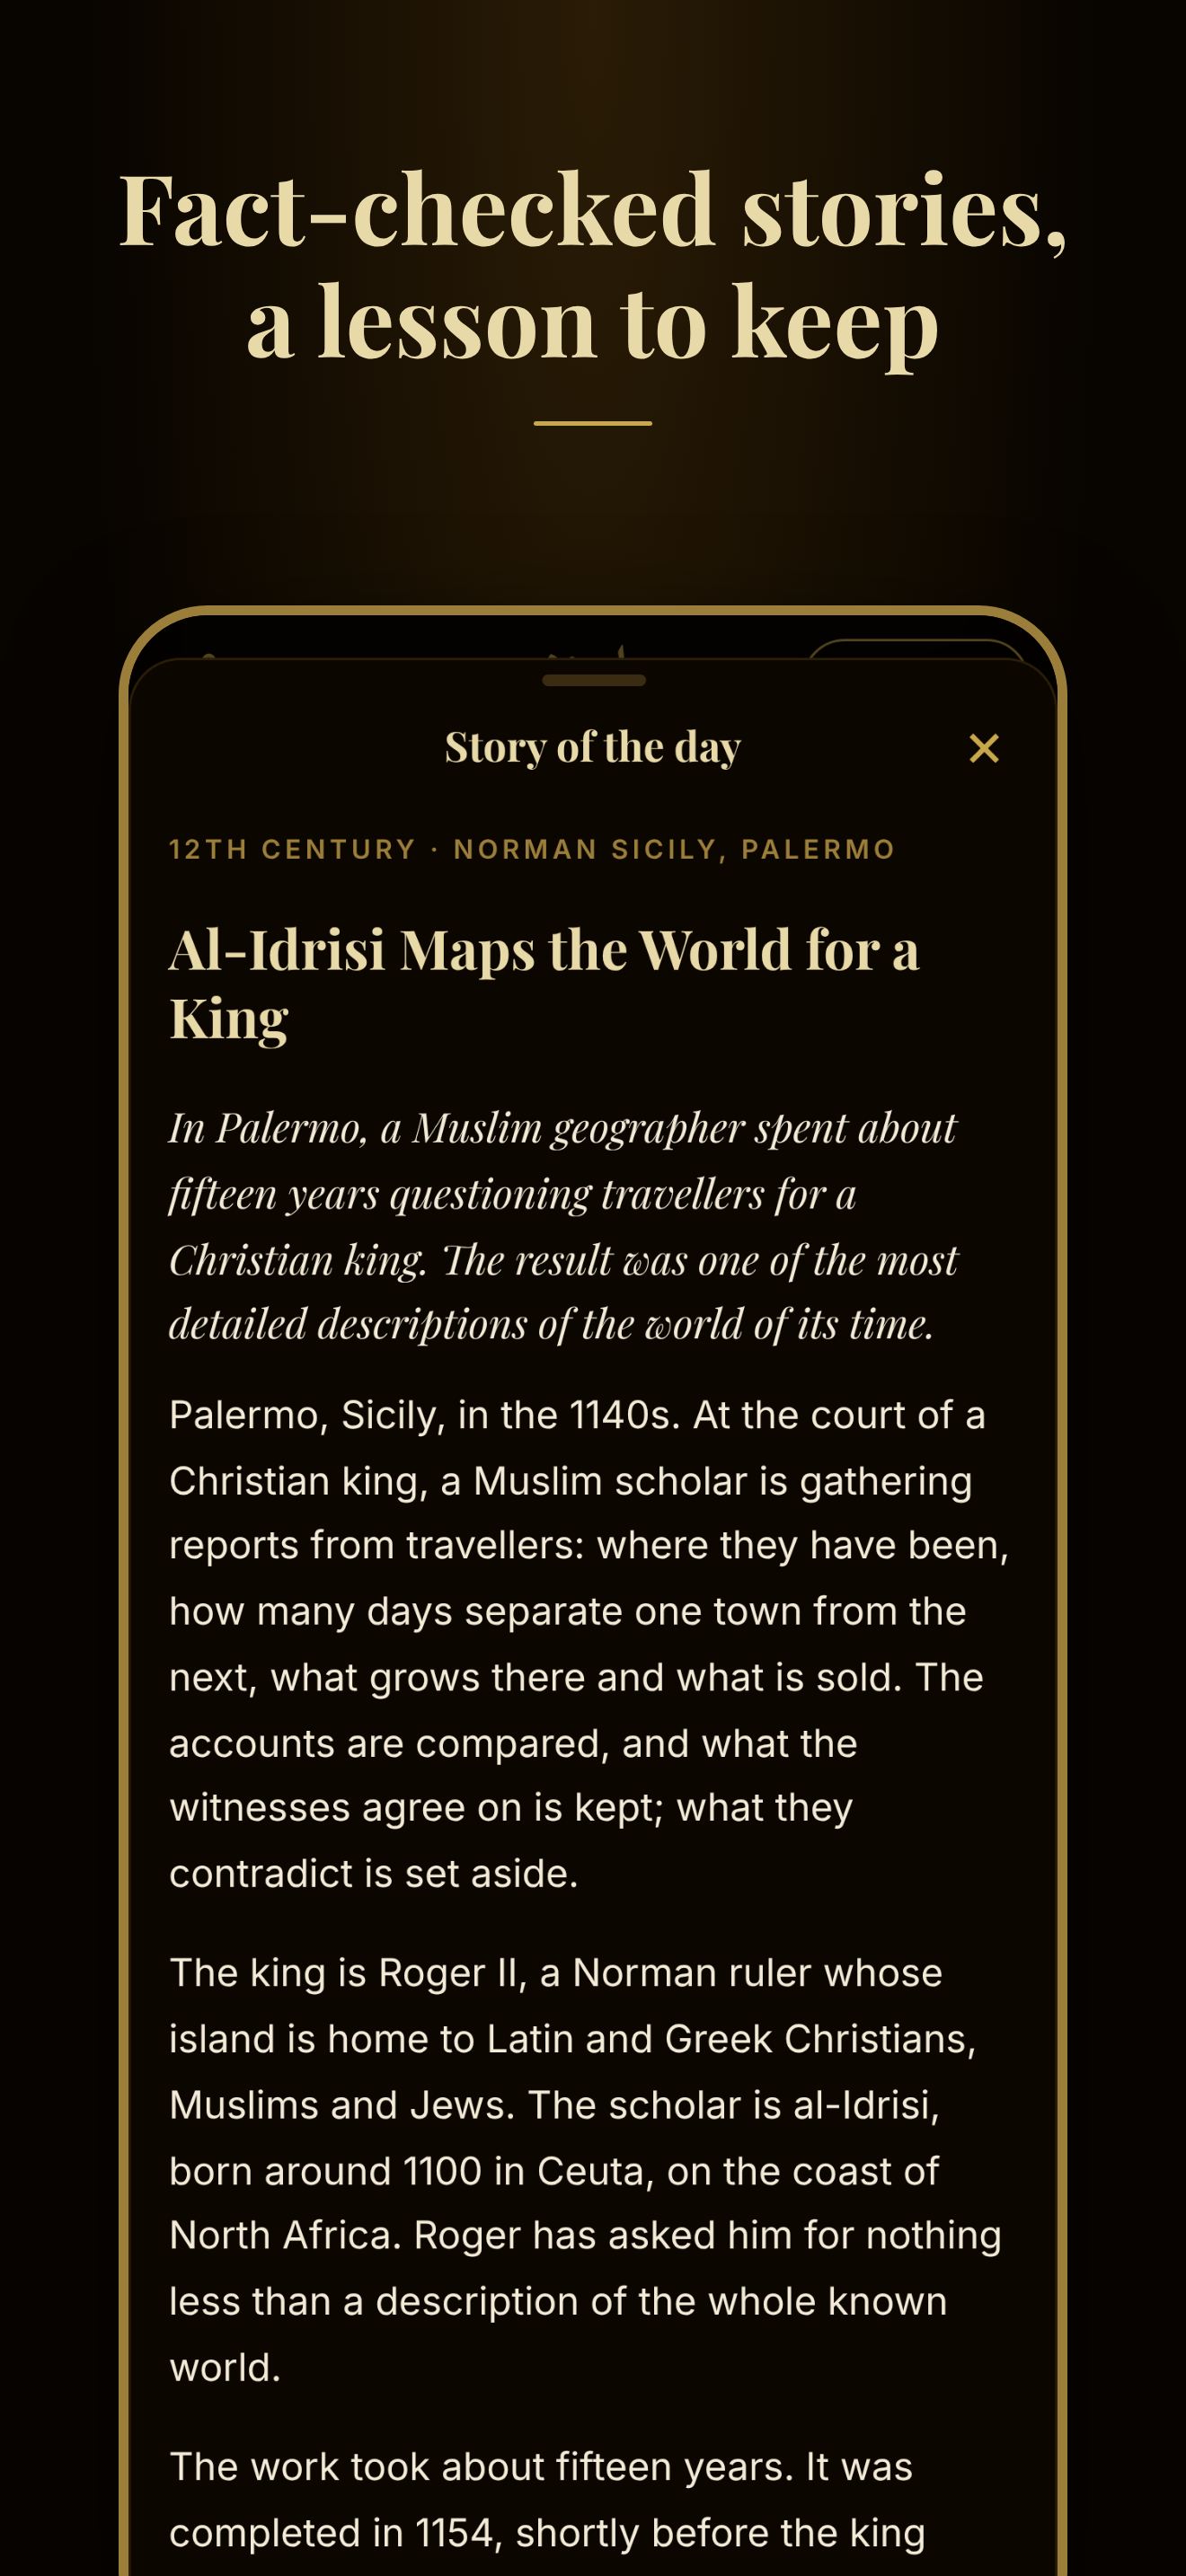 Fact-checked stories,
a lesson to keep
Story of the day
12TH CENTURY · NORMAN SICILY, PALERMO
Al-Idrisi Maps the World for a
King
In Palermo, a Muslim geographer spent about
fifteen years questioning travellers for a
Christian king. The result was one of the most
detailed descriptions of the world of its time.
Palermo, Sicily, in the 1140s. At the court of a
Christian king, a Muslim scholar is gathering
reports from travellers: where they have been,
how many days separate one town from the
next, what grows there and what is sold. The
accounts are compared, and what the
witnesses agree on is kept; what they
contradict is set aside.
The king is Roger II, a Norman ruler whose
island is home to Latin and Greek Christians,
Muslims and Jews. The scholar is al-Idrisi,
born around 1100 in Ceuta, on the coast of
North Africa. Roger has asked him for nothing
less than a description of the whole known
world.
The work took about fifteen years. It was
completed in 1154, shortly before the king